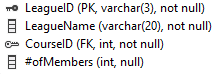 LeagueID (PK, varchar(3), not null)
LeagueName (varchar(20), not null)
CourseID (FK, int, not null)
#ofMembers (int, null)